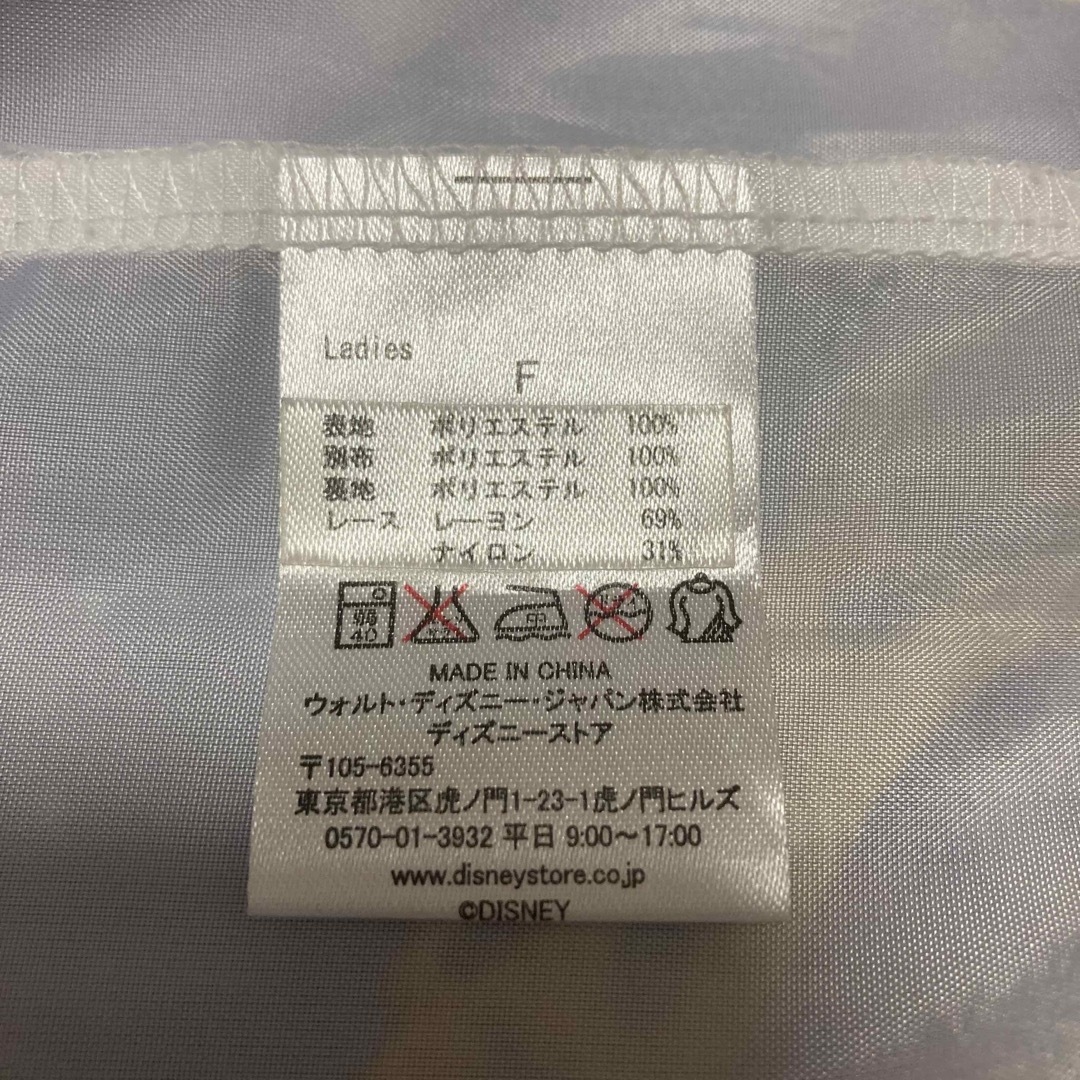 Ladies
F
表地 ポリエステル 100%
別布 ポリエステル 100%
裏地 ポリエステル 100%
レース レーヨン 69%
ナイロン 31%
弱
40
中
MADE IN CHINA
ウォルト・ディズニー・ジャパン株式会社
ディズニーストア
〒105-6355
東京都港区虎ノ門1-23-1虎ノ門ヒルズ
0570-01-3932 平日 9:00～17:00
www.disneystore.co.jp
©DISNEY